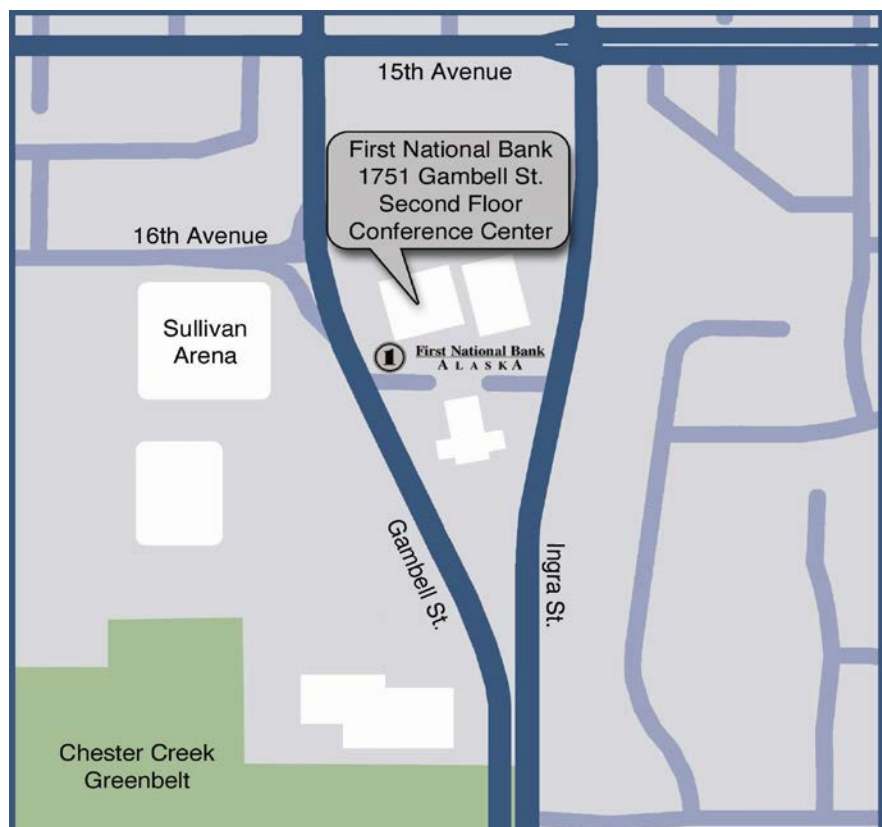 15th Avenue
First National Bank
1751 Gambell St.
Second Floor
Conference Center
16th Avenue
Sullivan
Arena
1
First National Bank
ALASKA
Gambell St.
Ingra St.
Chester Creek
Greenbelt